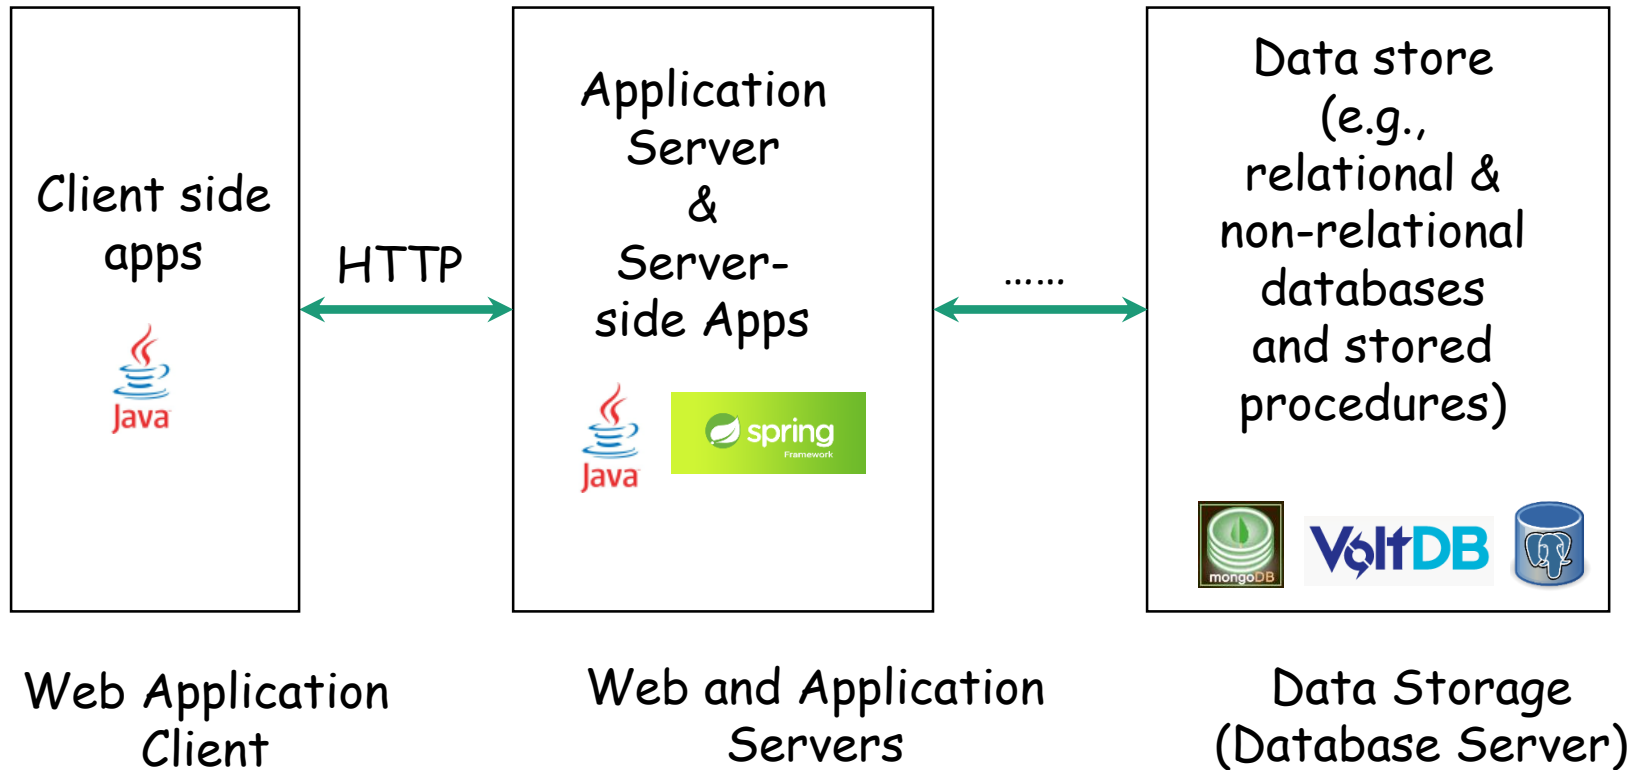 Client side
apps
Java
HTTP
Application
Server
&
Server-
side Apps
Java
spring
Framework
......
Data store
(e.g.,
relational &
non-relational
databases
and stored
procedures)
mongoDB
VoltDB
Web Application
Client
Web and Application
Servers
Data Storage
(Database Server)